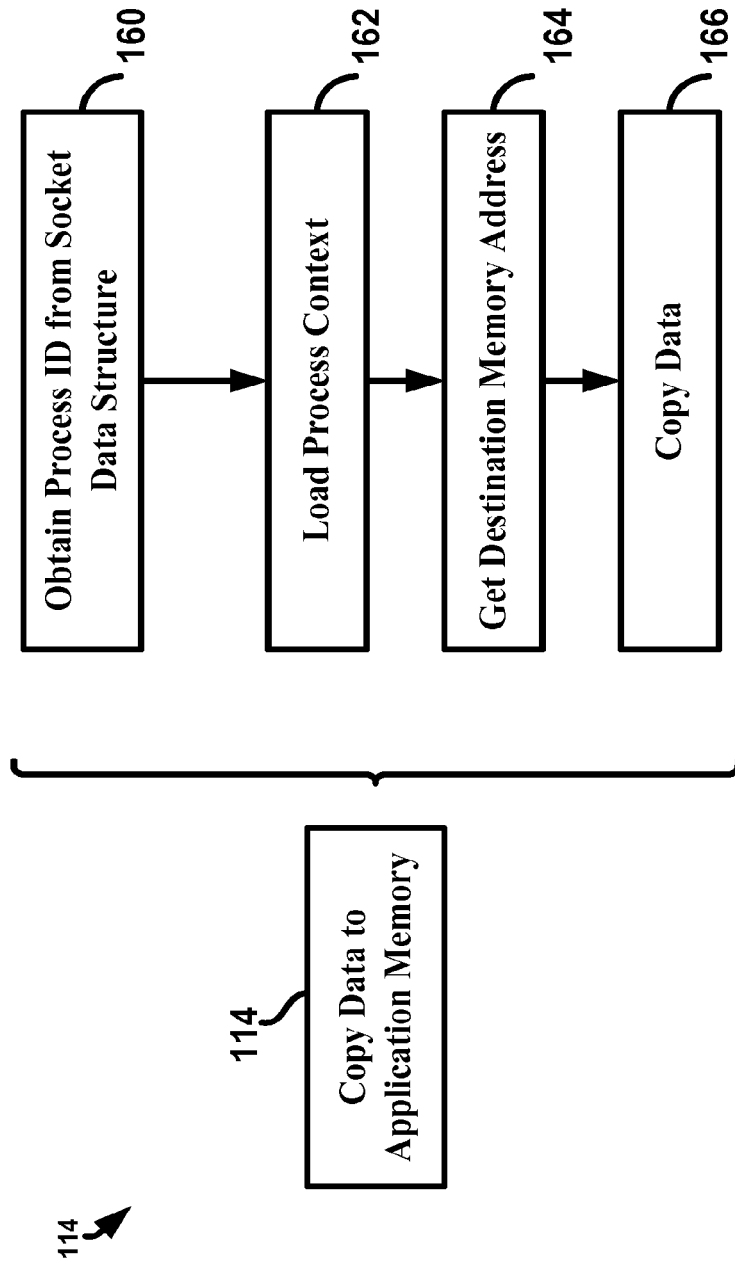 114
114
Copy Data to
Application Memory
Obtain Process ID from Socket
Data Structure
160
Load Process Context
162
Get Destination Memory Address
164
Copy Data
166